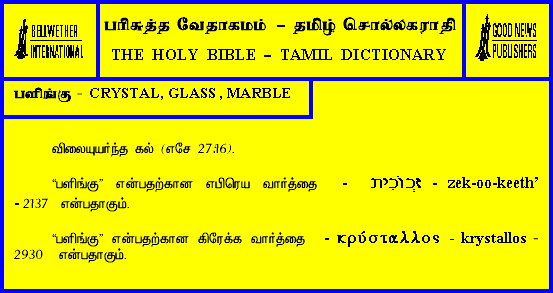 BELLWETHER
INTERNATIONAL
பரிசுத்த வேதாகமம் – தமிழ் சொல்லகராதி
THE HOLY BIBLE – TAMIL DICTIONARY
GOOD NEWS
PUBLISHERS
பளிங்கு - CRYSTAL, GLASS , MARBLE
விலையுயர்ந்த கல் (எசே 27:16).
“பளிங்கு” என்பதற்கான எபிரெய வார்த்தை - זְכוֹכִית - zek-oo-keeth’
- 2137 என்பதாகும்.
“பளிங்கு” என்பதற்கான கிரேக்க வார்த்தை - κρύσταλλος - krystallos -
2930 என்பதாகும்.